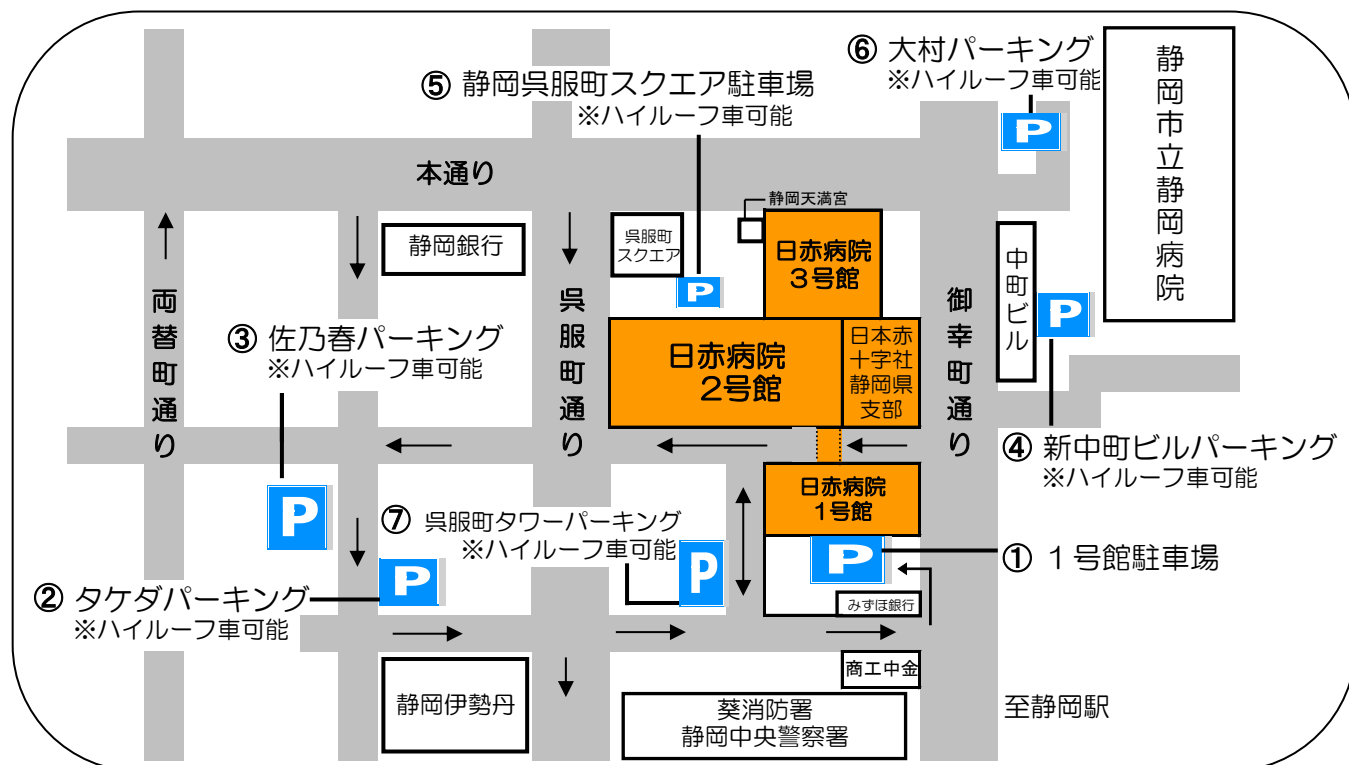 ⑥ 大村パーキング
※ハイルーフ車可能
P
静岡市立静岡病院
⑤ 静岡呉服町スクエア駐車場
※ハイルーフ車可能
P
本通り
静岡天満宮
静岡銀行
呉服町
スクエア
日赤病院
3号館
中町ビル
P
両替町通り
呉服町通り
御幸町通り
③ 佐乃春パーキング
※ハイルーフ車可能
P
日赤病院
2号館
日本赤
十字社
静岡県
支部
④ 新中町ビルパーキング
※ハイルーフ車可能
日赤病院
1号館
⑦ 呉服町タワーパーキング
※ハイルーフ車可能
P
P
① 1号館駐車場
② タケダパーキング
※ハイルーフ車可能
P
みずほ銀行
商工中金
静岡伊勢丹
葵消防署
静岡中央警察署
至静岡駅